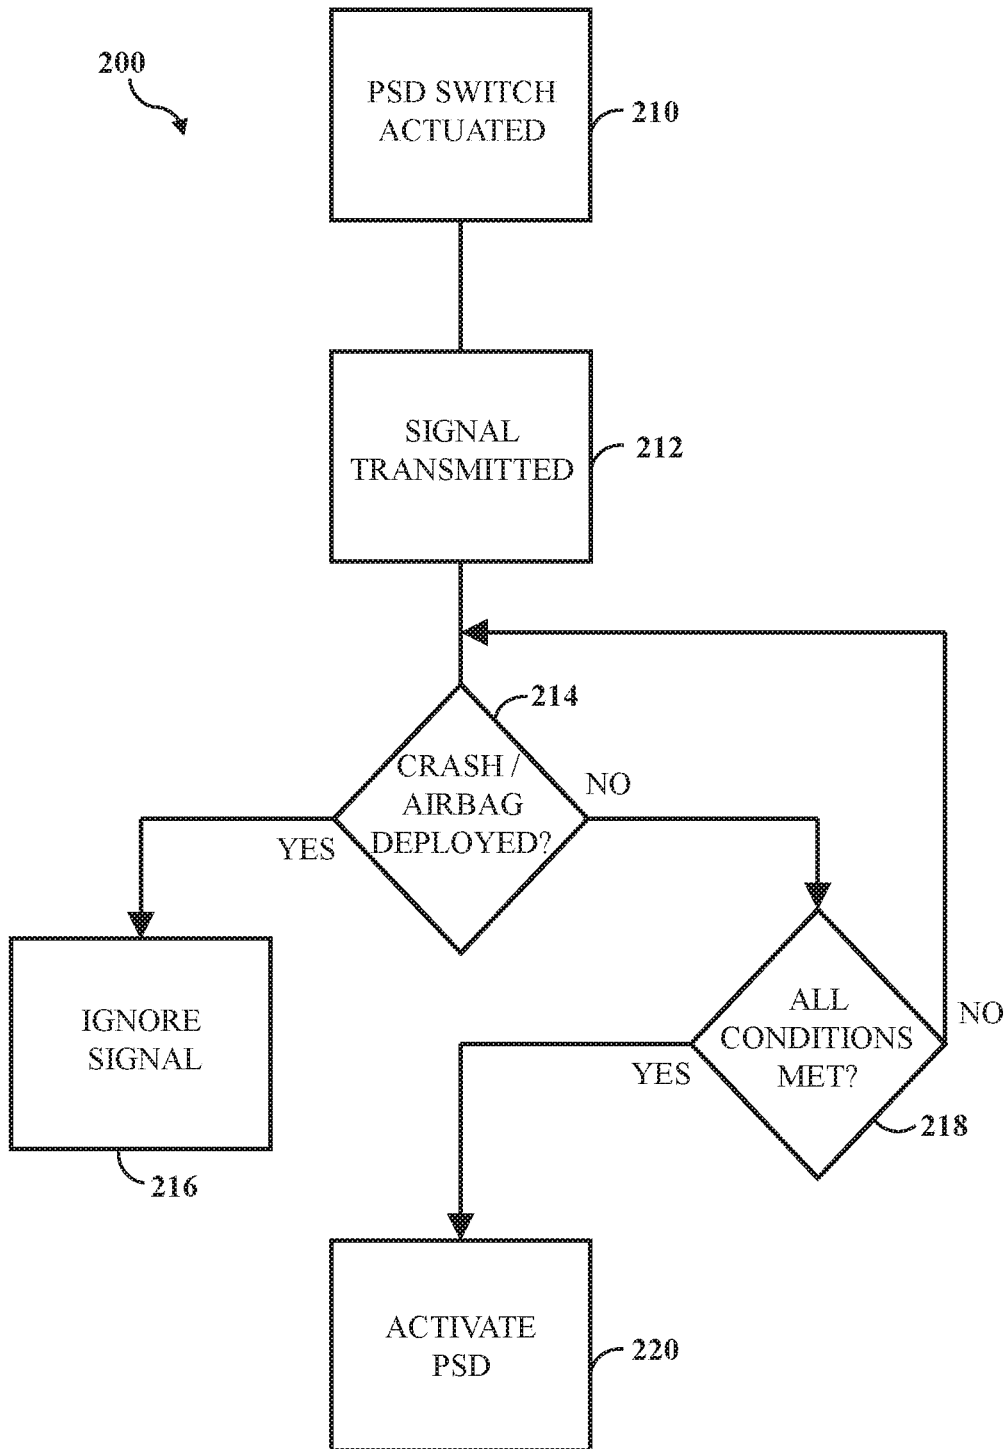 200
PSD SWITCH
ACTUATED
210
SIGNAL
TRANSMITTED
212
214
CRASH /
AIRBAG
DEPLOYED?
YES
NO
IGNORE
SIGNAL
216
ALL
CONDITIONS
MET?
YES
NO
218
ACTIVATE
PSD
220